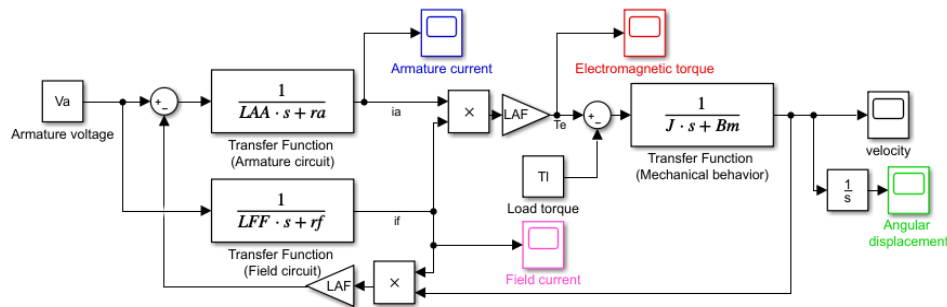 Va
Armature voltage
+
−
1
LAA · s + ra
Transfer Function
(Armature circuit)
Armature current
ia
×
LAF
Te
Electromagnetic torque
+
−
1
J · s + Bm
Transfer Function
(Mechanical behavior)
velocity
1
s
Angular
displacement
Tl
Load torque
1
LFF · s + rf
Transfer Function
(Field circuit)
if
Field current
LAF
×